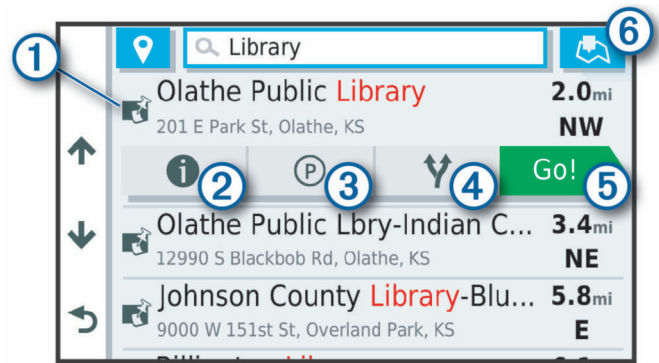 6
Library
1
Olathe Public Library 2.0mi
201 E Park St, Olathe, KS NW
i P Go!
2 3 4 5
Olathe Public Lbry-Indian C... 3.4mi
12990 S Blackbob Rd, Olathe, KS NE
Johnson County Library-Blu... 5.8mi
9000 W 151st St, Overland Park, KS E